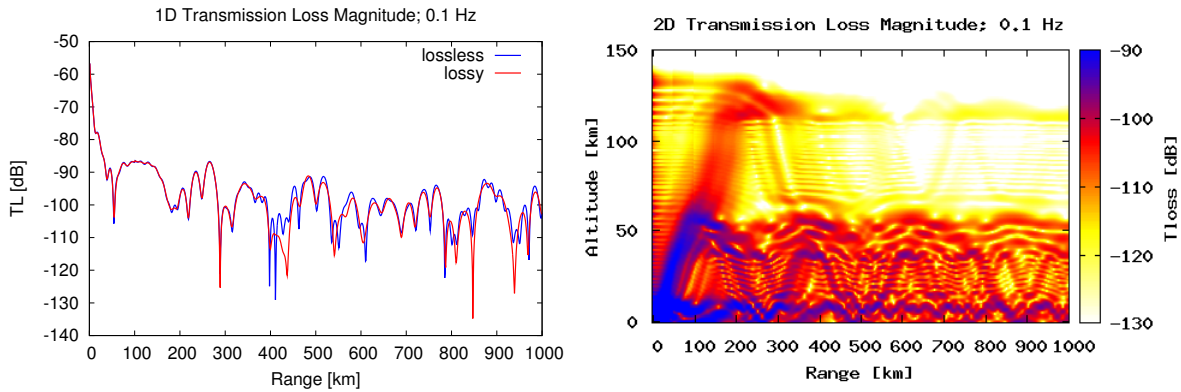 1D Transmission Loss Magnitude; 0.1 Hz
-50
-60
-70
-80
-90
-100
-110
-120
-130
-140
TL [dB]
lossless
lossy
0 100 200 300 400 500 600 700 800 900 1000
Range [km]
2D Transmission Loss Magnitude; 0.1 Hz
150
100
50
0
Altitude [km]
0 100 200 300 400 500 600 700 800 900 1000
Range [km]
-90
-100
-110
-120
-130
Tloss [dB]